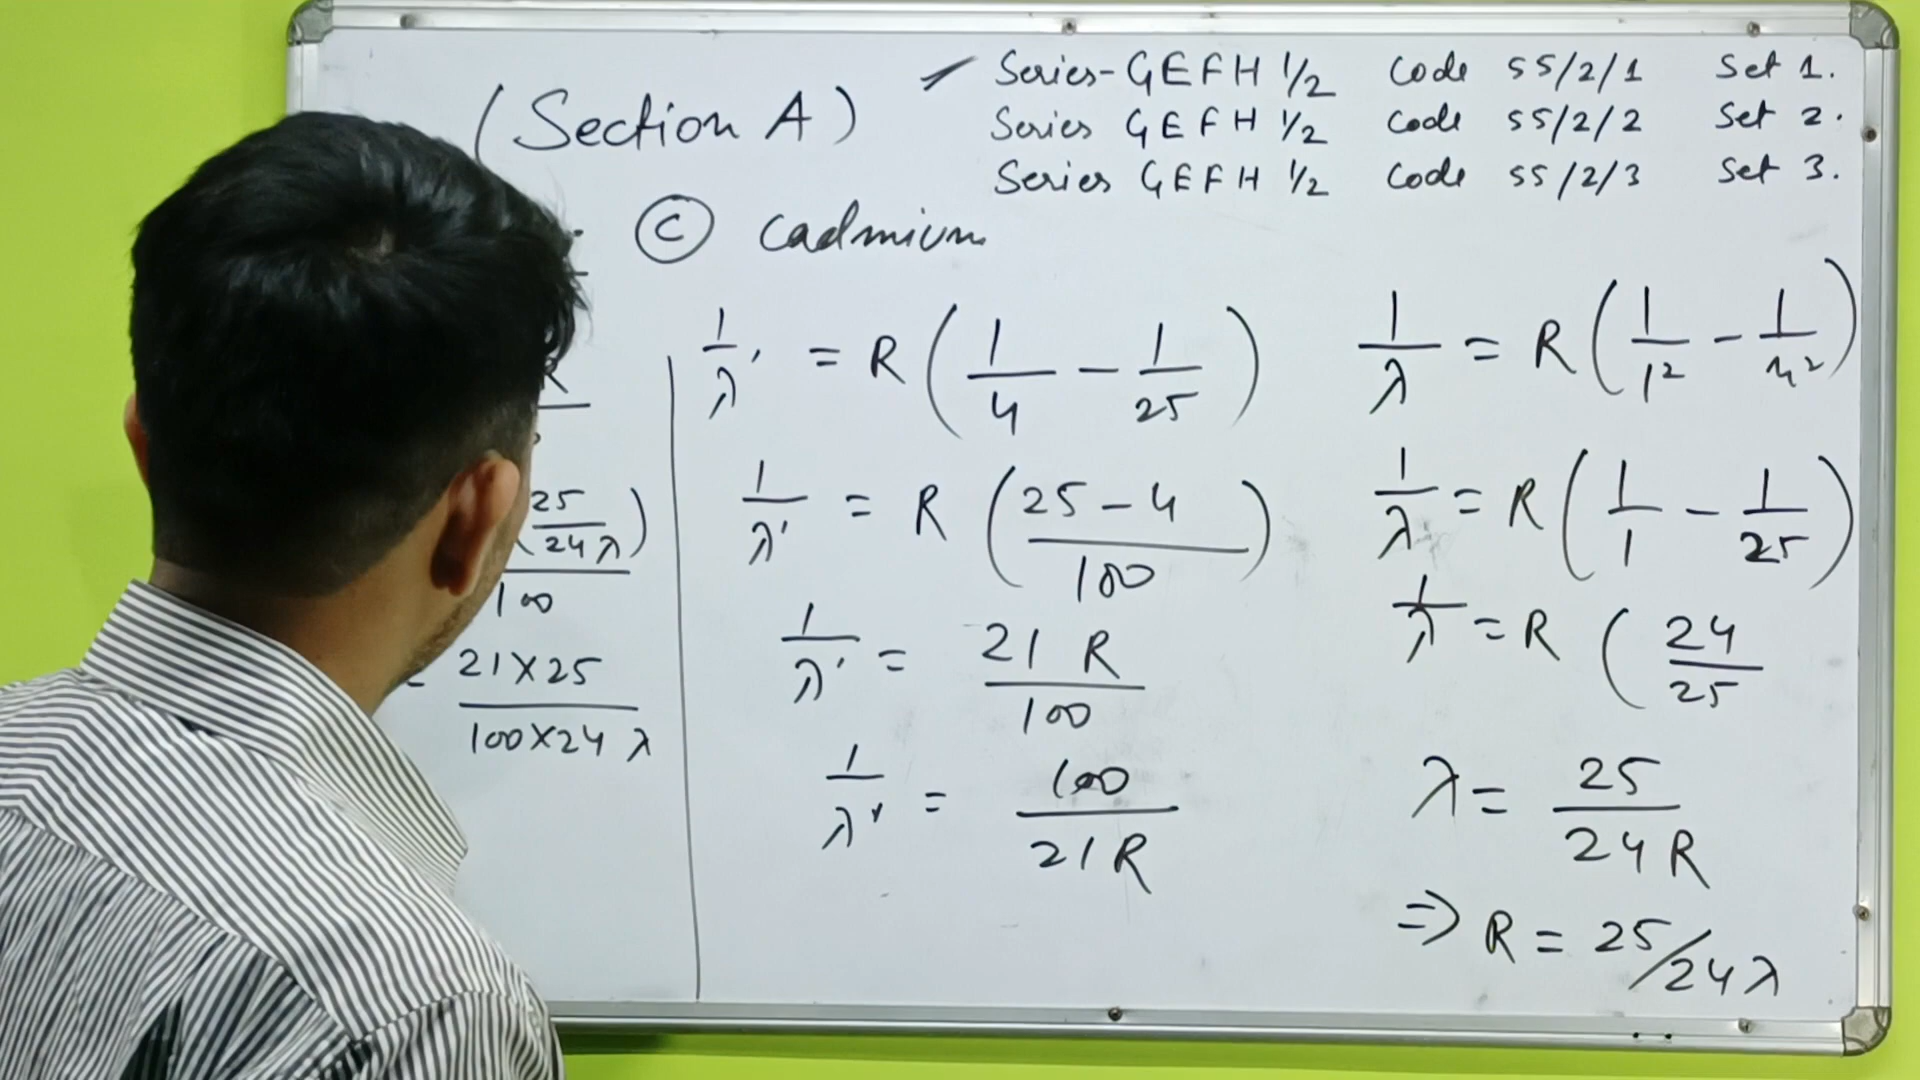 (Section A)
Series-GEFH 1/2 Code 55/2/1 Set 1.
Series GEFH 1/2 Code 55/2/2 Set 2.
Series GEFH 1/2 Code 55/2/3 Set 3.
(C) Cadmium
R
(25/24λ)
100
21×25
100×24 λ
1/λ' = R (1/4 - 1/25)
1/λ' = R (25-4/100)
1/λ' = 21 R/100
1/λ' = 100/21R
1/λ = R (1/1² - 1/n²)
1/λ = R (1/1 - 1/25)
1/λ = R (24/25
λ = 25/24R
⇒ R = 25/24λ